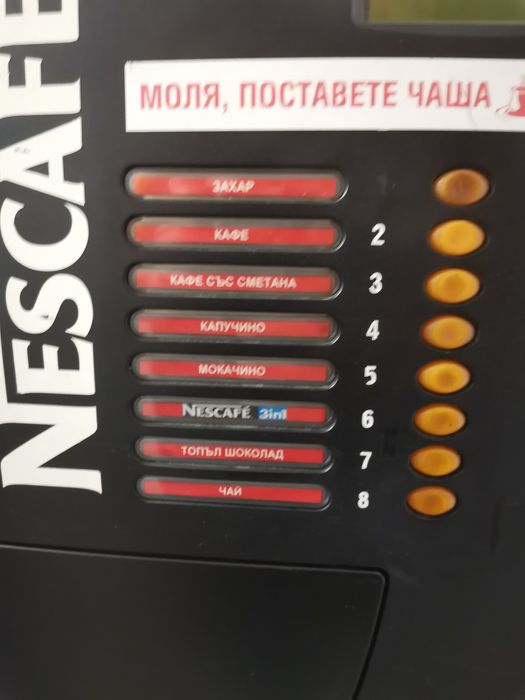 NESCAFÉ
МОЛЯ, ПОСТАВЕТЕ ЧАША
ЗАХАР
КАФЕ 2
КАФЕ СЪС СМЕТАНА 3
КАПУЧИНО 4
МОКАЧИНО 5
NESCAFÉ 3in1 6
ТОПЪЛ ШОКОЛАД 7
ЧАЙ 8